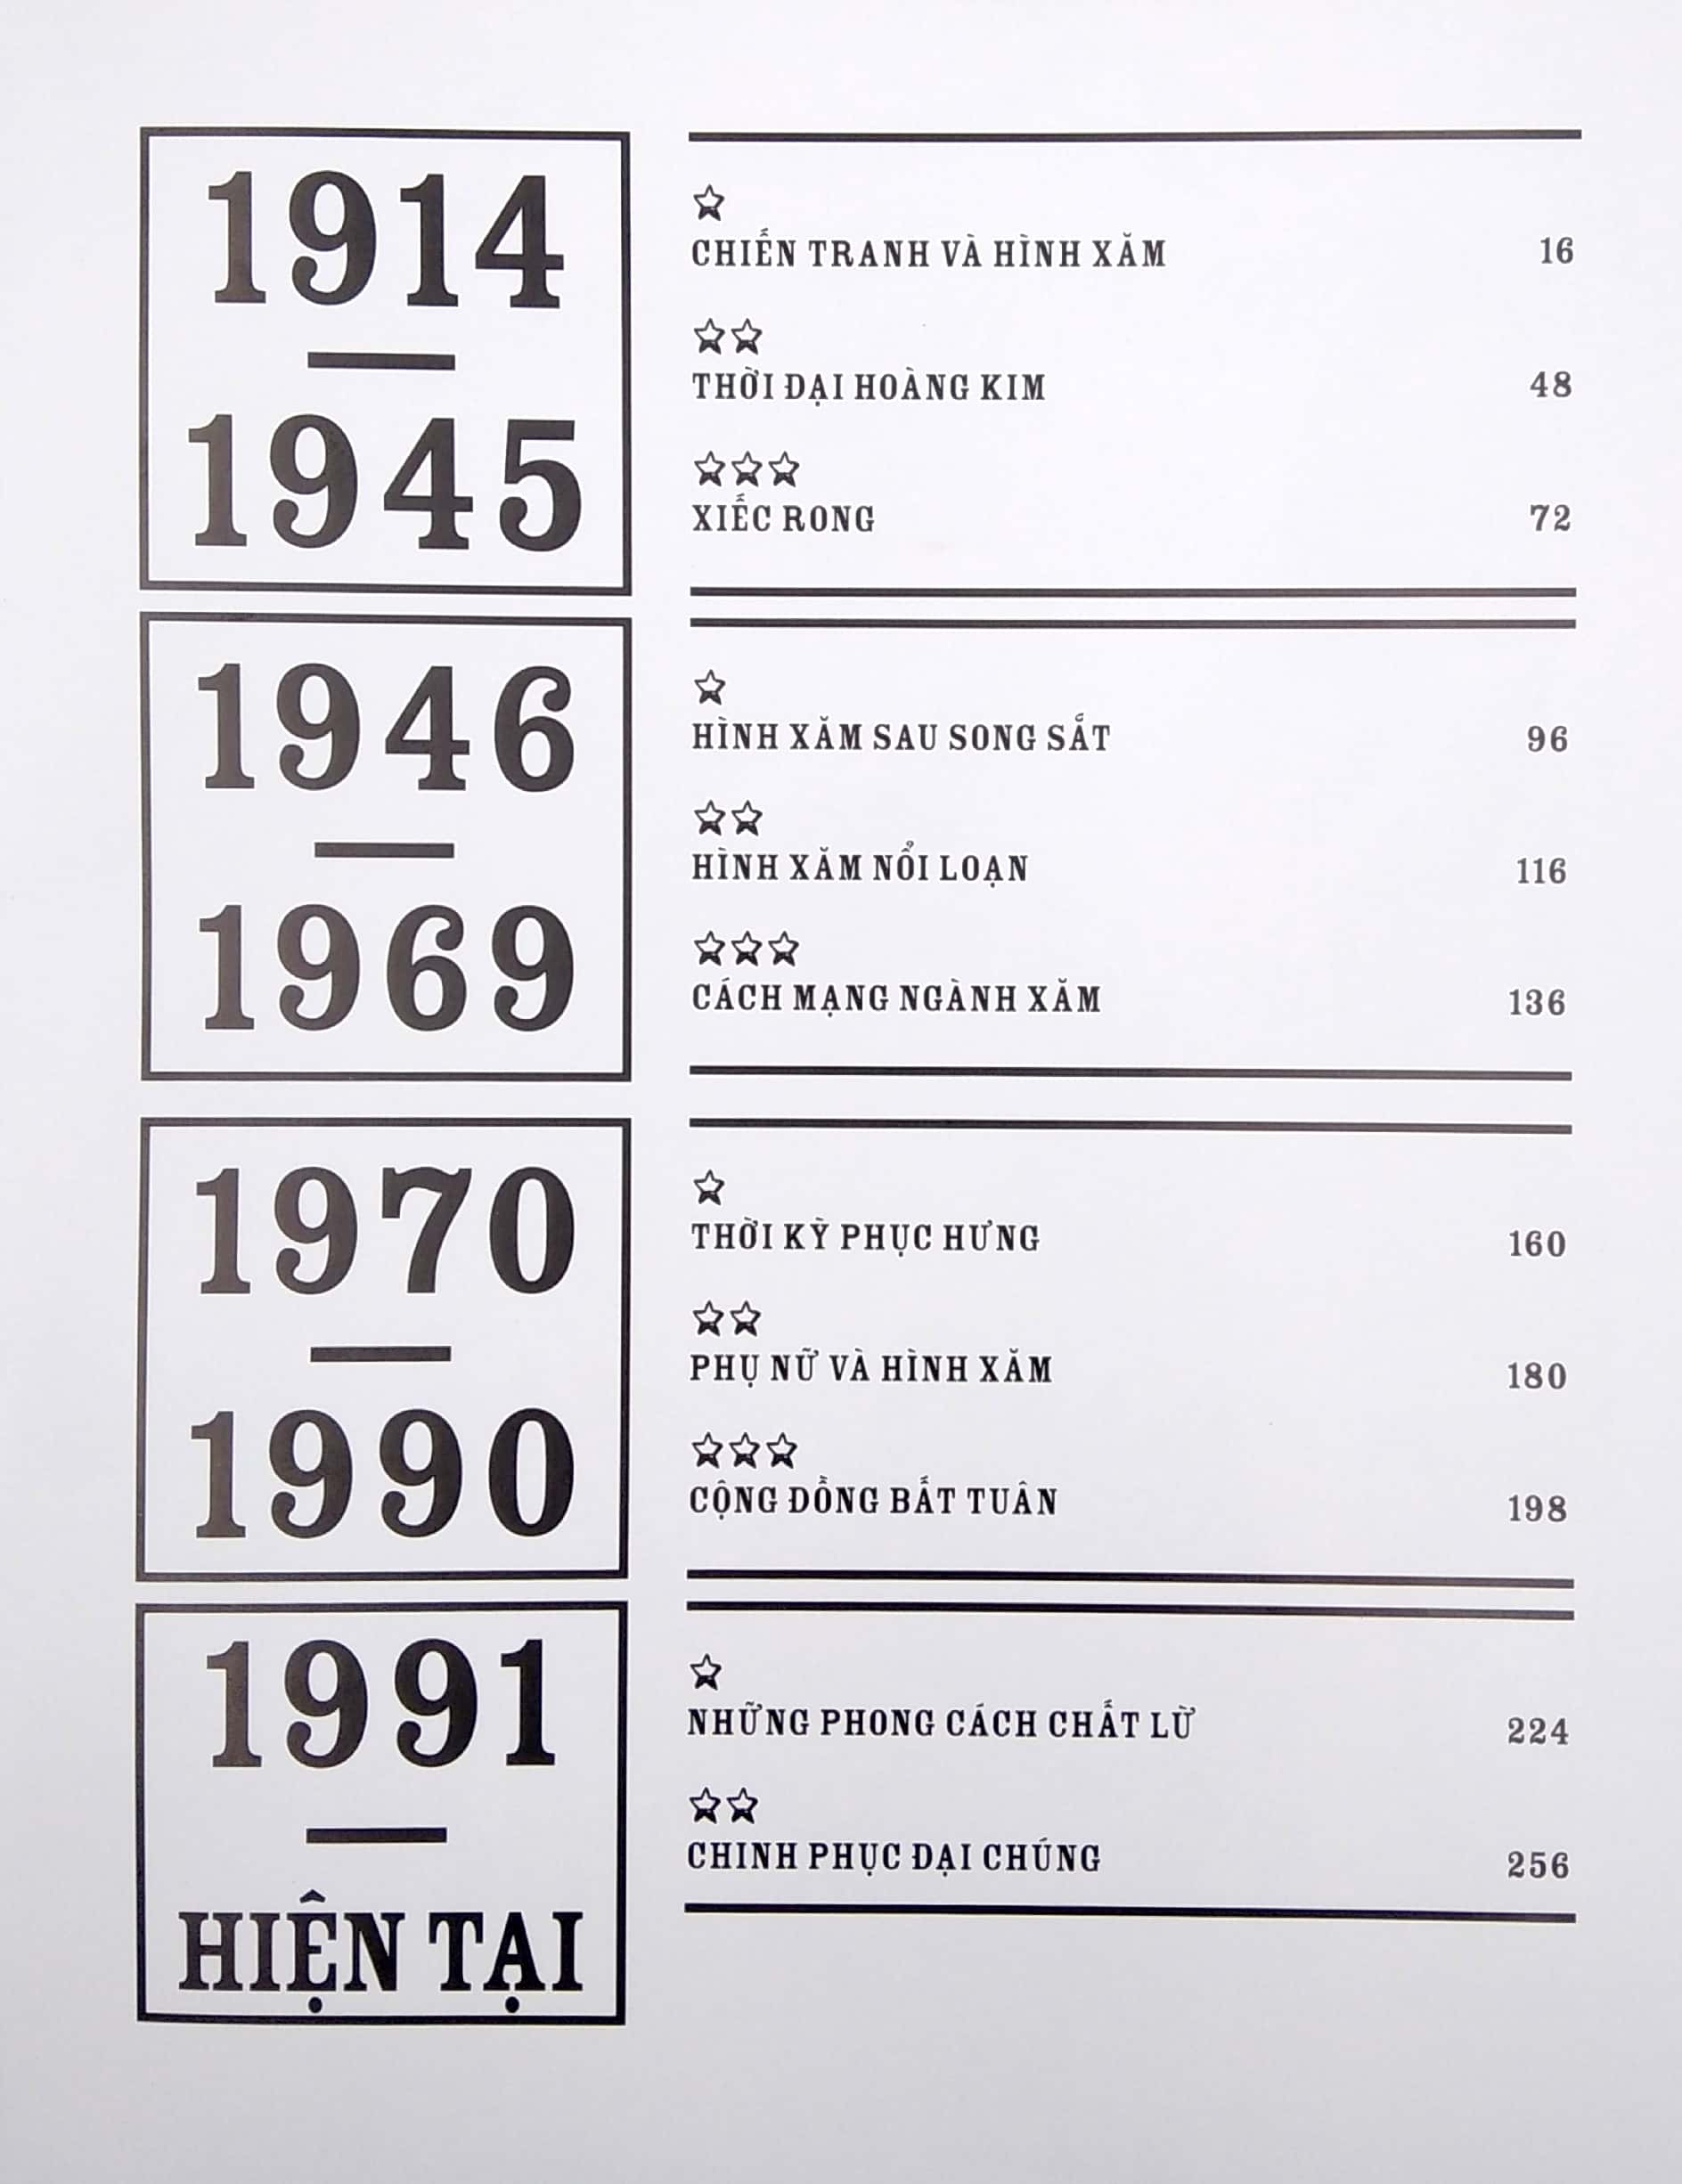 1914
—
1945
☆
CHIẾN TRANH VÀ HÌNH XĂM 16
☆☆
THỜI ĐẠI HOÀNG KIM 48
☆☆☆
XIẾC RONG 72
1946
—
1969
☆
HÌNH XĂM SAU SONG SẮT 96
☆☆
HÌNH XĂM NỔI LOẠN 116
☆☆☆
CÁCH MẠNG NGÀNH XĂM 136
1970
—
1990
☆
THỜI KỲ PHỤC HƯNG 160
☆☆
PHỤ NỮ VÀ HÌNH XĂM 180
☆☆☆
CỘNG ĐỒNG BẤT TUÂN 198
1991
—
HIỆN TẠI
☆
NHỮNG PHONG CÁCH CHẤT LỪ 224
☆☆
CHINH PHỤC ĐẠI CHÚNG 256